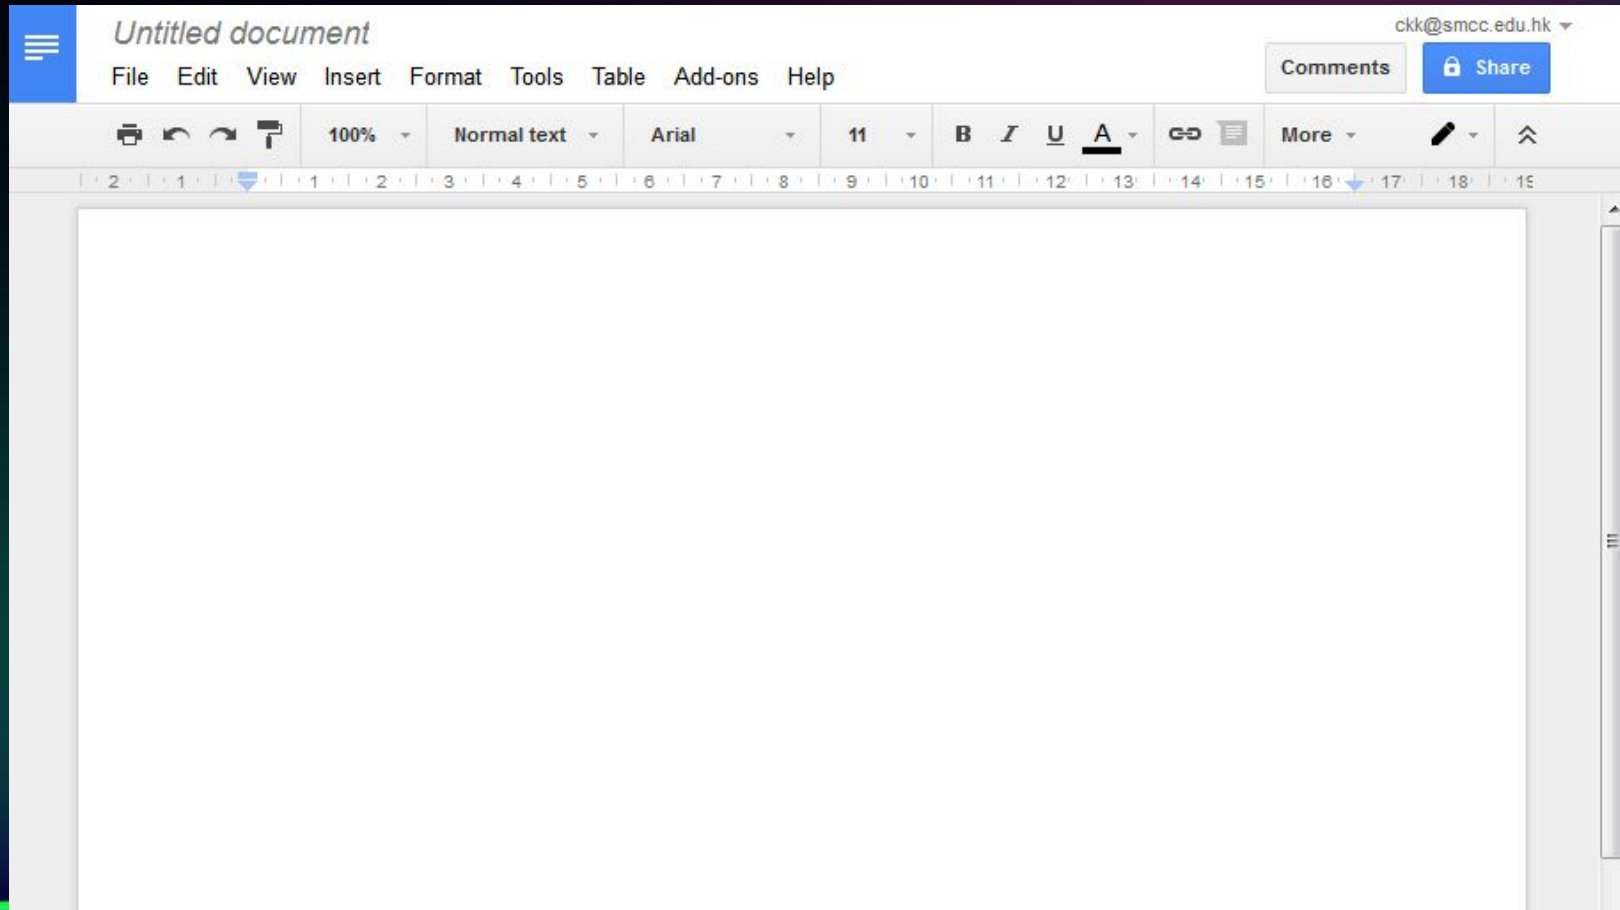 Untitled document
ckk@smcc.edu.hk
File Edit View Insert Format Tools Table Add-ons Help
Comments Share
100% Normal text Arial 11 B I U A More
2 1 1 2 3 4 5 6 7 8 9 10 11 12 13 14 15 16 17 18 19